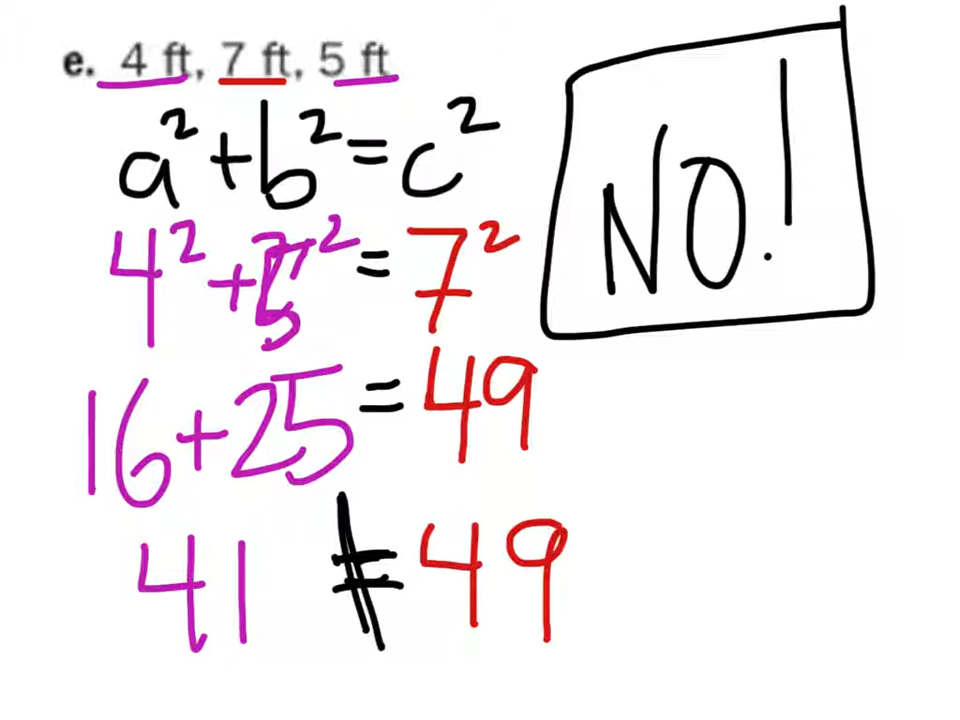 e. 4 ft, 7 ft, 5 ft
a² + b² = c²
4² + 5² = 7²
16 + 25 = 49
41 ≠ 49
NO!